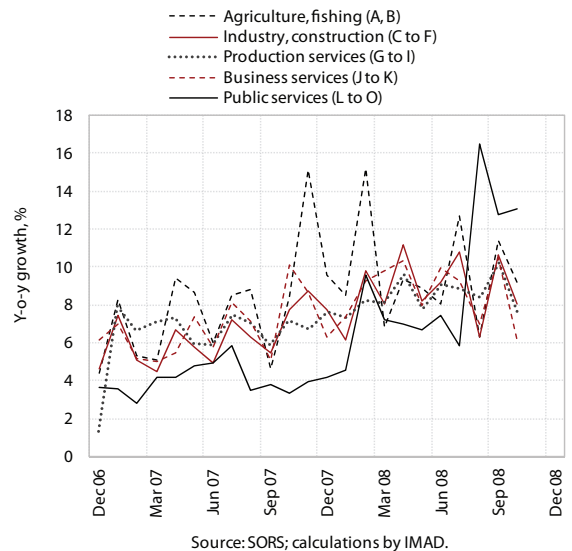 Agriculture, fishing (A, B)
Industry, construction (C to F)
Production services (G to I)
Business services (J to K)
Public services (L to O)
18
16
14
12
10
8
6
4
2
0
Y-o-y growth, %
Dec 06
Mar 07
Jun 07
Sep 07
Dec 07
Mar 08
Jun 08
Sep 08
Dec 08
Source: SORS; calculations by IMAD.